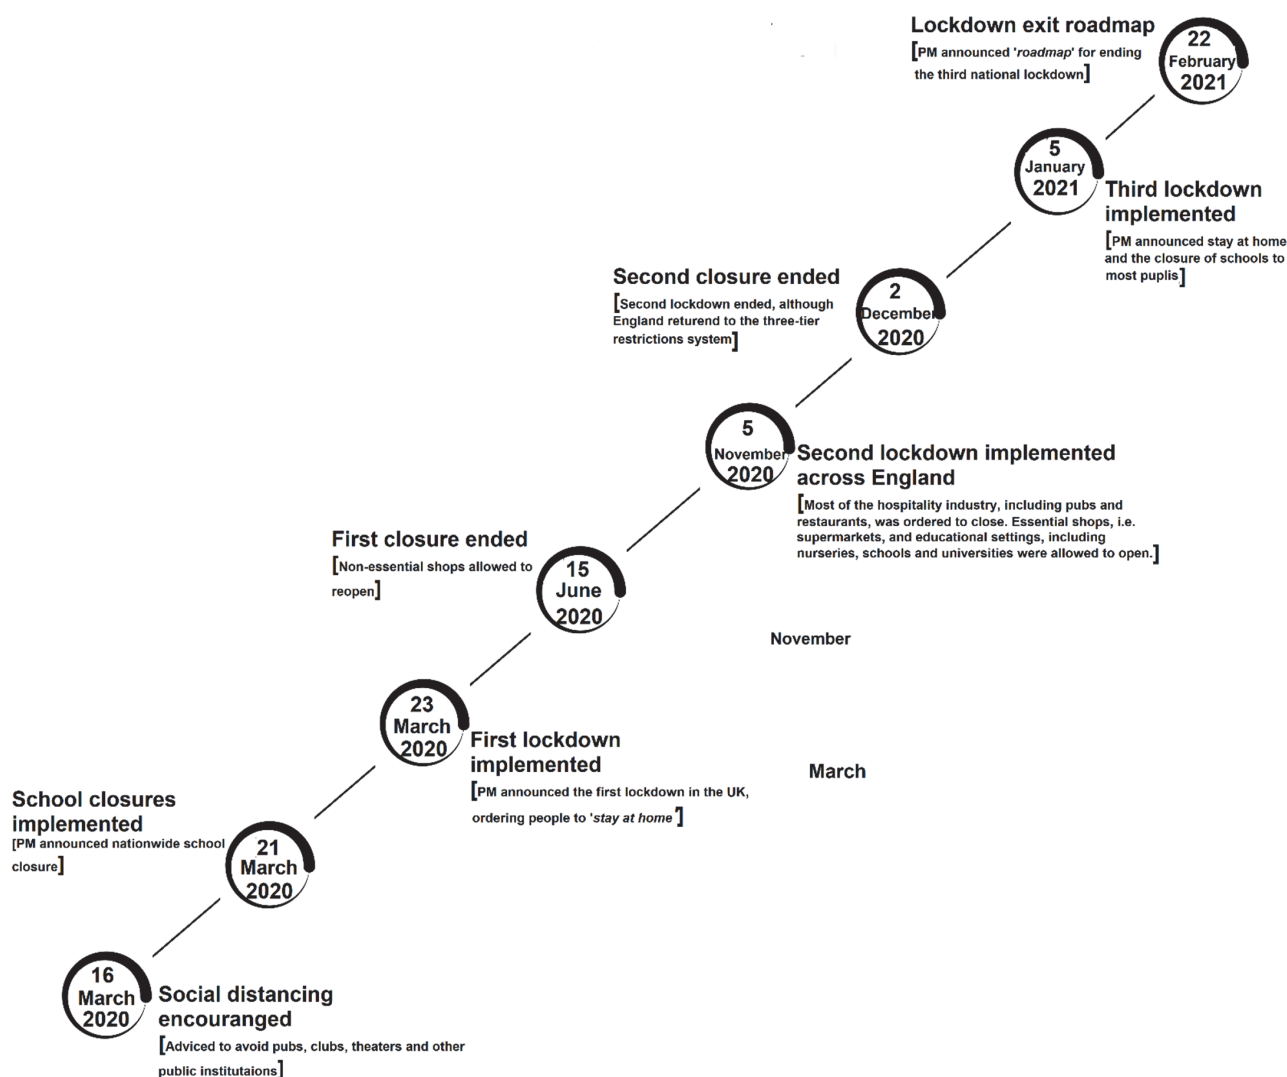 Lockdown exit roadmap
[PM announced 'roadmap' for ending
the third national lockdown]
22
February
2021
5
January
2021
Third lockdown
implemented
[PM announced stay at home
and the closure of schools to
most puplis]
Second closure ended
[Second lockdown ended, although
England returend to the three-tier
restrictions system]
2
December
2020
5
November
2020
Second lockdown implemented
across England
[Most of the hospitality industry, including pubs and
restaurants, was ordered to close. Essential shops, i.e.
supermarkets, and educational settings, including
nurseries, schools and universities were allowed to open.]
First closure ended
[Non-essential shops allowed to
reopen]
15
June
2020
November
23
March
2020
First lockdown
implemented
[PM announced the first lockdown in the UK,
ordering people to 'stay at home']
March
School closures
implemented
[PM announced nationwide school
closure]
21
March
2020
16
March
2020
Social distancing
encouranged
[Adviced to avoid pubs, clubs, theaters and other
public institutaions]